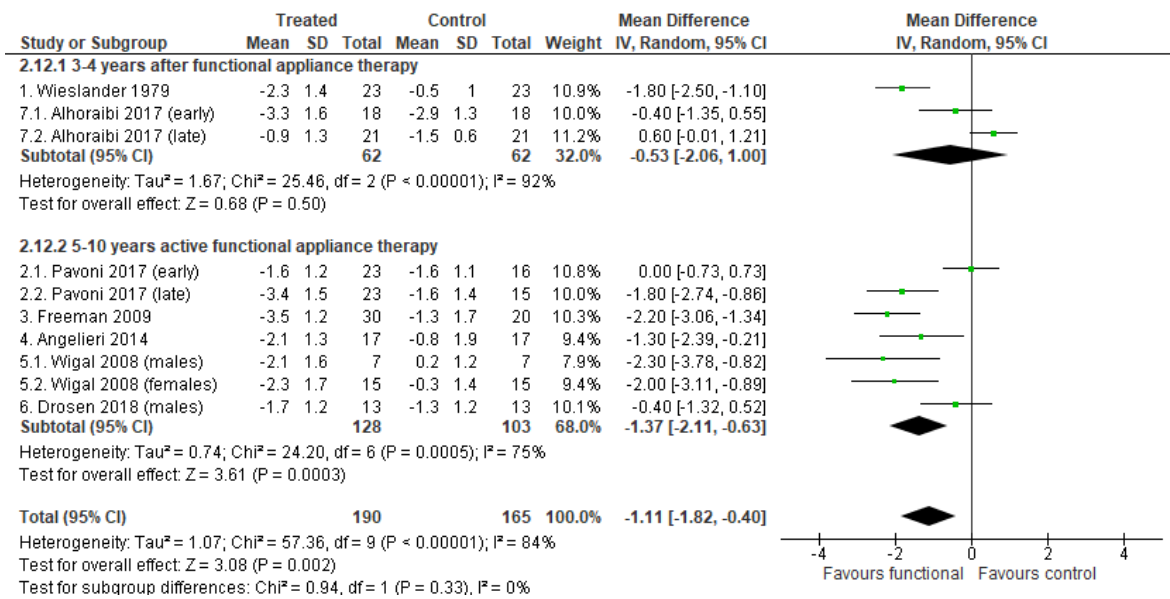 Treated Control Mean Difference Mean Difference
Study or Subgroup Mean SD Total Mean SD Total Weight IV, Random, 95% CI IV, Random, 95% CI
2.12.1 3-4 years after functional appliance therapy
1. Wieslander 1979 -2.3 1.4 23 -0.5 1 23 10.9% -1.80 [-2.50, -1.10]
7.1. Alhoraibi 2017 (early) -3.3 1.6 18 -2.9 1.3 18 10.0% -0.40 [-1.35, 0.55]
7.2. Alhoraibi 2017 (late) -0.9 1.3 21 -1.5 0.6 21 11.2% 0.60 [-0.01, 1.21]
Subtotal (95% CI) 62 62 32.0% -0.53 [-2.06, 1.00]
Heterogeneity: Tau² = 1.67; Chi² = 25.46, df = 2 (P < 0.00001); I² = 92%
Test for overall effect: Z = 0.68 (P = 0.50)
2.12.2 5-10 years active functional appliance therapy
2.1. Pavoni 2017 (early) -1.6 1.2 23 -1.6 1.1 16 10.8% 0.00 [-0.73, 0.73]
2.2. Pavoni 2017 (late) -3.4 1.5 23 -1.6 1.4 15 10.0% -1.80 [-2.74, -0.86]
3. Freeman 2009 -3.5 1.2 30 -1.3 1.7 20 10.3% -2.20 [-3.06, -1.34]
4. Angelieri 2014 -2.1 1.3 17 -0.8 1.9 17 9.4% -1.30 [-2.39, -0.21]
5.1. Wigal 2008 (males) -2.1 1.6 7 0.2 1.2 7 7.9% -2.30 [-3.78, -0.82]
5.2. Wigal 2008 (females) -2.3 1.7 15 -0.3 1.4 15 9.4% -2.00 [-3.11, -0.89]
6. Drosen 2018 (males) -1.7 1.2 13 -1.3 1.2 13 10.1% -0.40 [-1.32, 0.52]
Subtotal (95% CI) 128 103 68.0% -1.37 [-2.11, -0.63]
Heterogeneity: Tau² = 0.74; Chi² = 24.20, df = 6 (P = 0.0005); I² = 75%
Test for overall effect: Z = 3.61 (P = 0.0003)
Total (95% CI) 190 165 100.0% -1.11 [-1.82, -0.40]
Heterogeneity: Tau² = 1.07; Chi² = 57.36, df = 9 (P < 0.00001); I² = 84%
Test for overall effect: Z = 3.08 (P = 0.002)
Test for subgroup differences: Chi² = 0.94, df = 1 (P = 0.33), I² = 0%
-4 -2 0 2 4
Favours functional Favours control